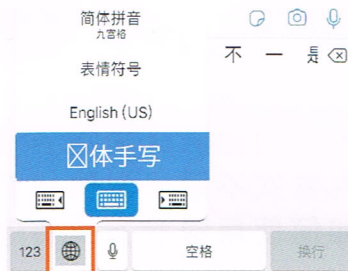 简体拼音
九宫格
表情符号
不 一 是
English (US)
体手写
123 空格 换行